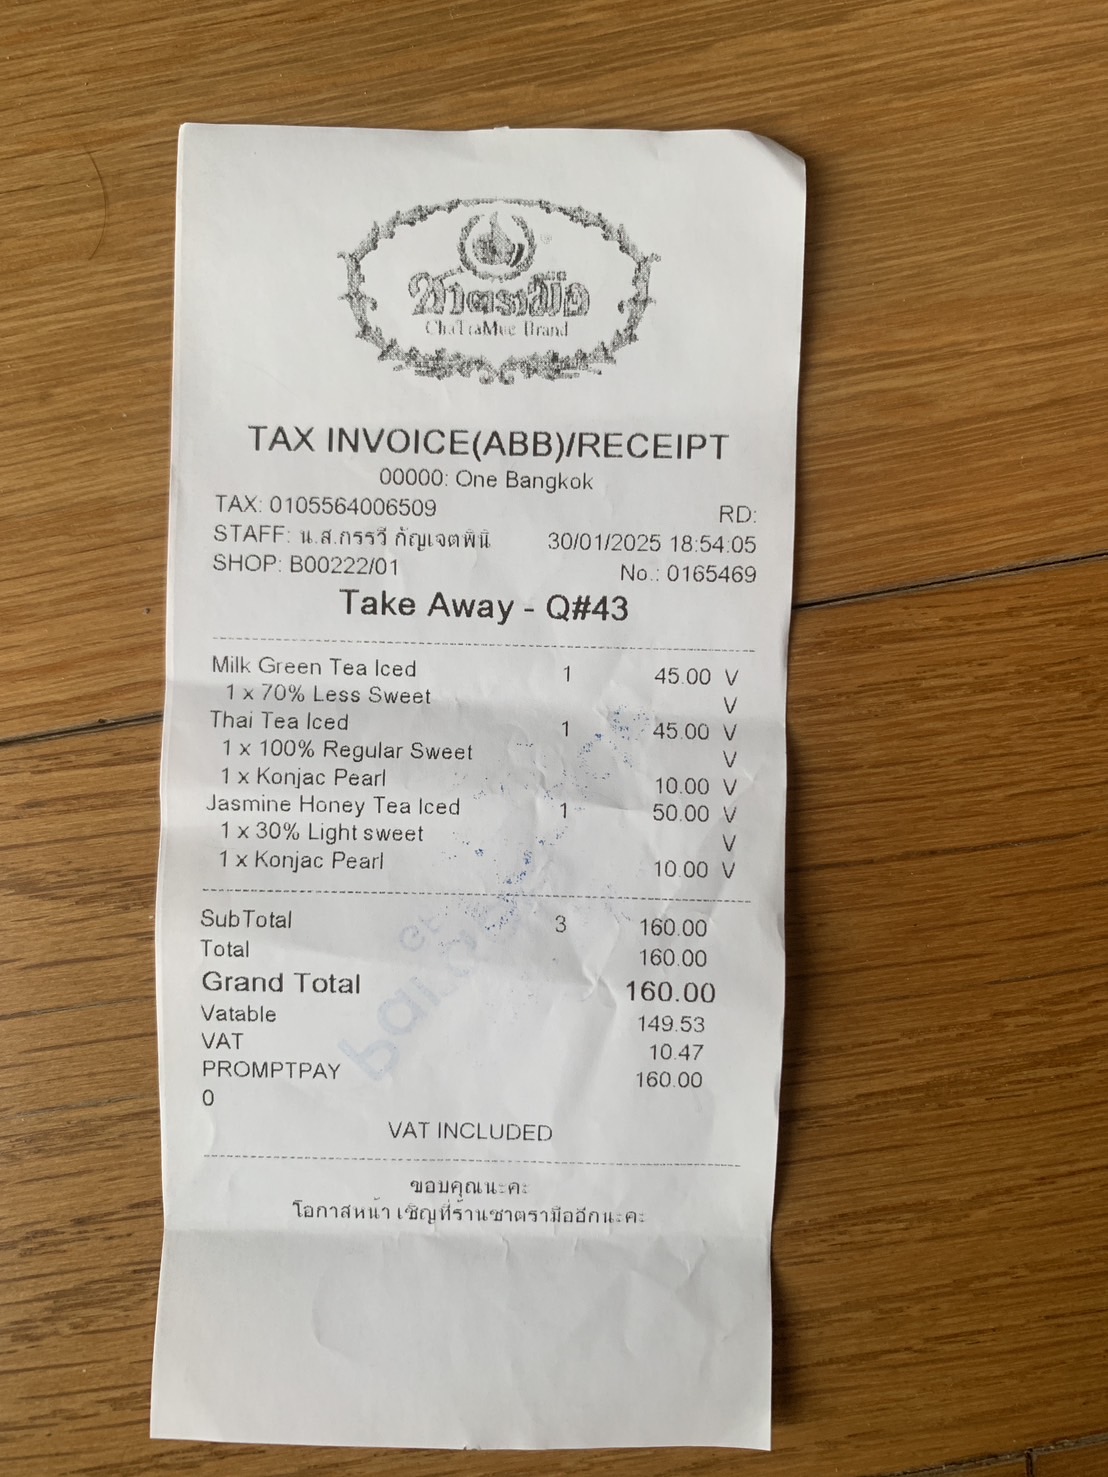 ชาตรามือ
ChaTraMue Brand
TAX INVOICE(ABB)/RECEIPT
00000: One Bangkok
TAX: 0105564006509 RD:
STAFF: น.ส.กรรวี กัญเจตพินิ 30/01/2025 18:54:05
SHOP: B00222/01 No.: 0165469
Take Away - Q#43
Milk Green Tea Iced 1 45.00 V
1 x 70% Less Sweet V
Thai Tea Iced 1 45.00 V
1 x 100% Regular Sweet V
1 x Konjac Pearl 10.00 V
Jasmine Honey Tea Iced 1 50.00 V
1 x 30% Light sweet V
1 x Konjac Pearl 10.00 V
SubTotal 3 160.00
Total 160.00
Grand Total 160.00
Vatable 149.53
VAT 10.47
PROMPTPAY 160.00
0
VAT INCLUDED
ขอบคุณนะคะ
โอกาสหน้า เชิญที่ร้านชาตรามืออีกนะคะ